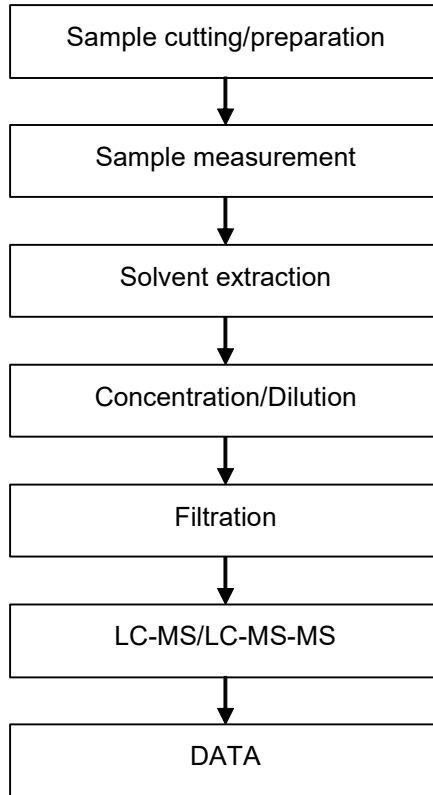 Sample cutting/preparation
Sample measurement
Solvent extraction
Concentration/Dilution
Filtration
LC-MS/LC-MS-MS
DATA